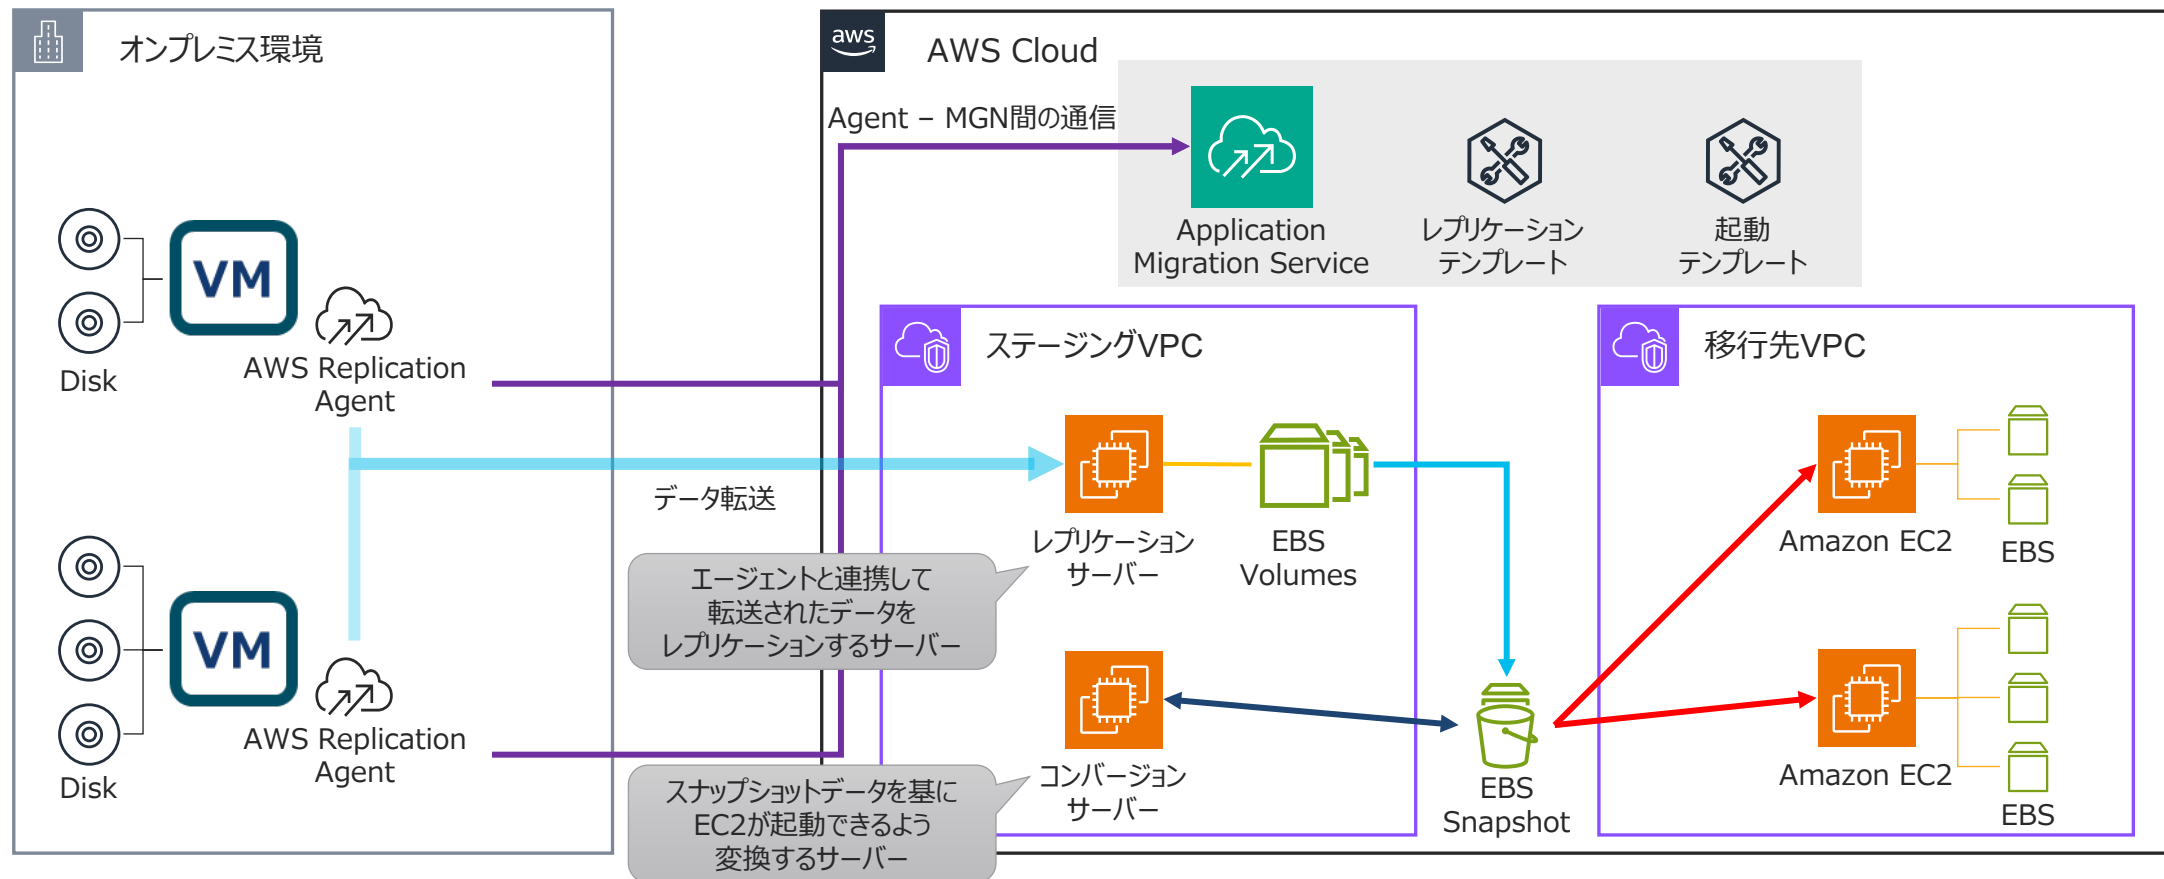 オンプレミス環境
aws
AWS Cloud
Agent – MGN間の通信
Application
Migration Service
レプリケーション
テンプレート
起動
テンプレート
VM
Disk
AWS Replication
Agent
ステージングVPC
移行先VPC
データ転送
レプリケーション
サーバー
EBS
Volumes
Amazon EC2
EBS
エージェントと連携して
転送されたデータを
レプリケーションするサーバー
VM
Disk
AWS Replication
Agent
コンバージョン
サーバー
スナップショットデータを基に
EC2が起動できるよう
変換するサーバー
EBS
Snapshot
Amazon EC2
EBS